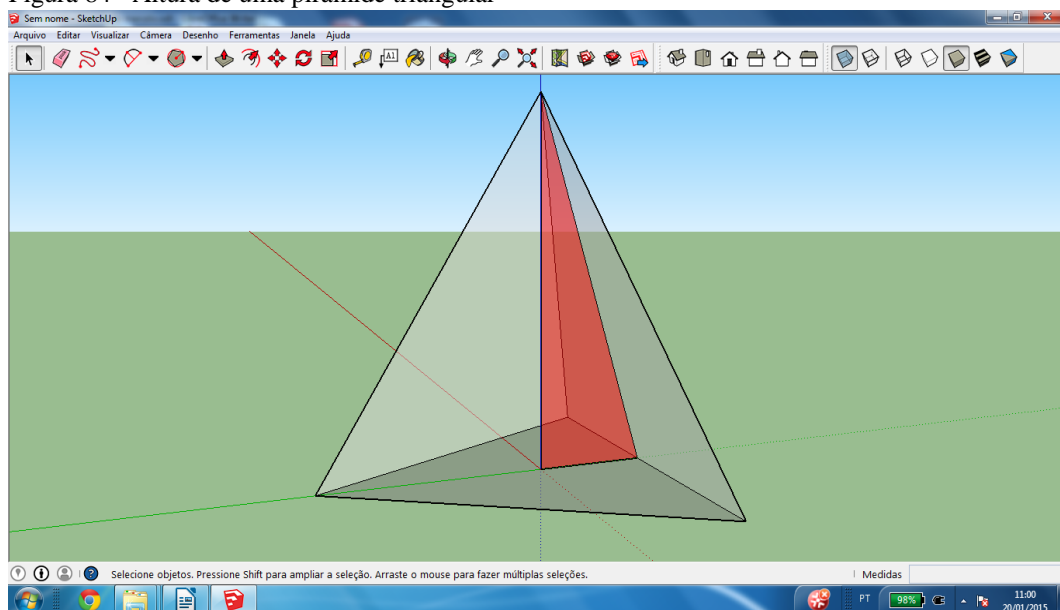 Figura 84 - Altura de uma pirâmide triangular
Sem nome - SketchUp
Arquivo Editar Visualizar Câmera Desenho Ferramentas Janela Ajuda
A1
Selecione objetos. Pressione Shift para ampliar a seleção. Arraste o mouse para fazer múltiplas seleções.
Medidas
PT
98%
11:00
20/01/2015